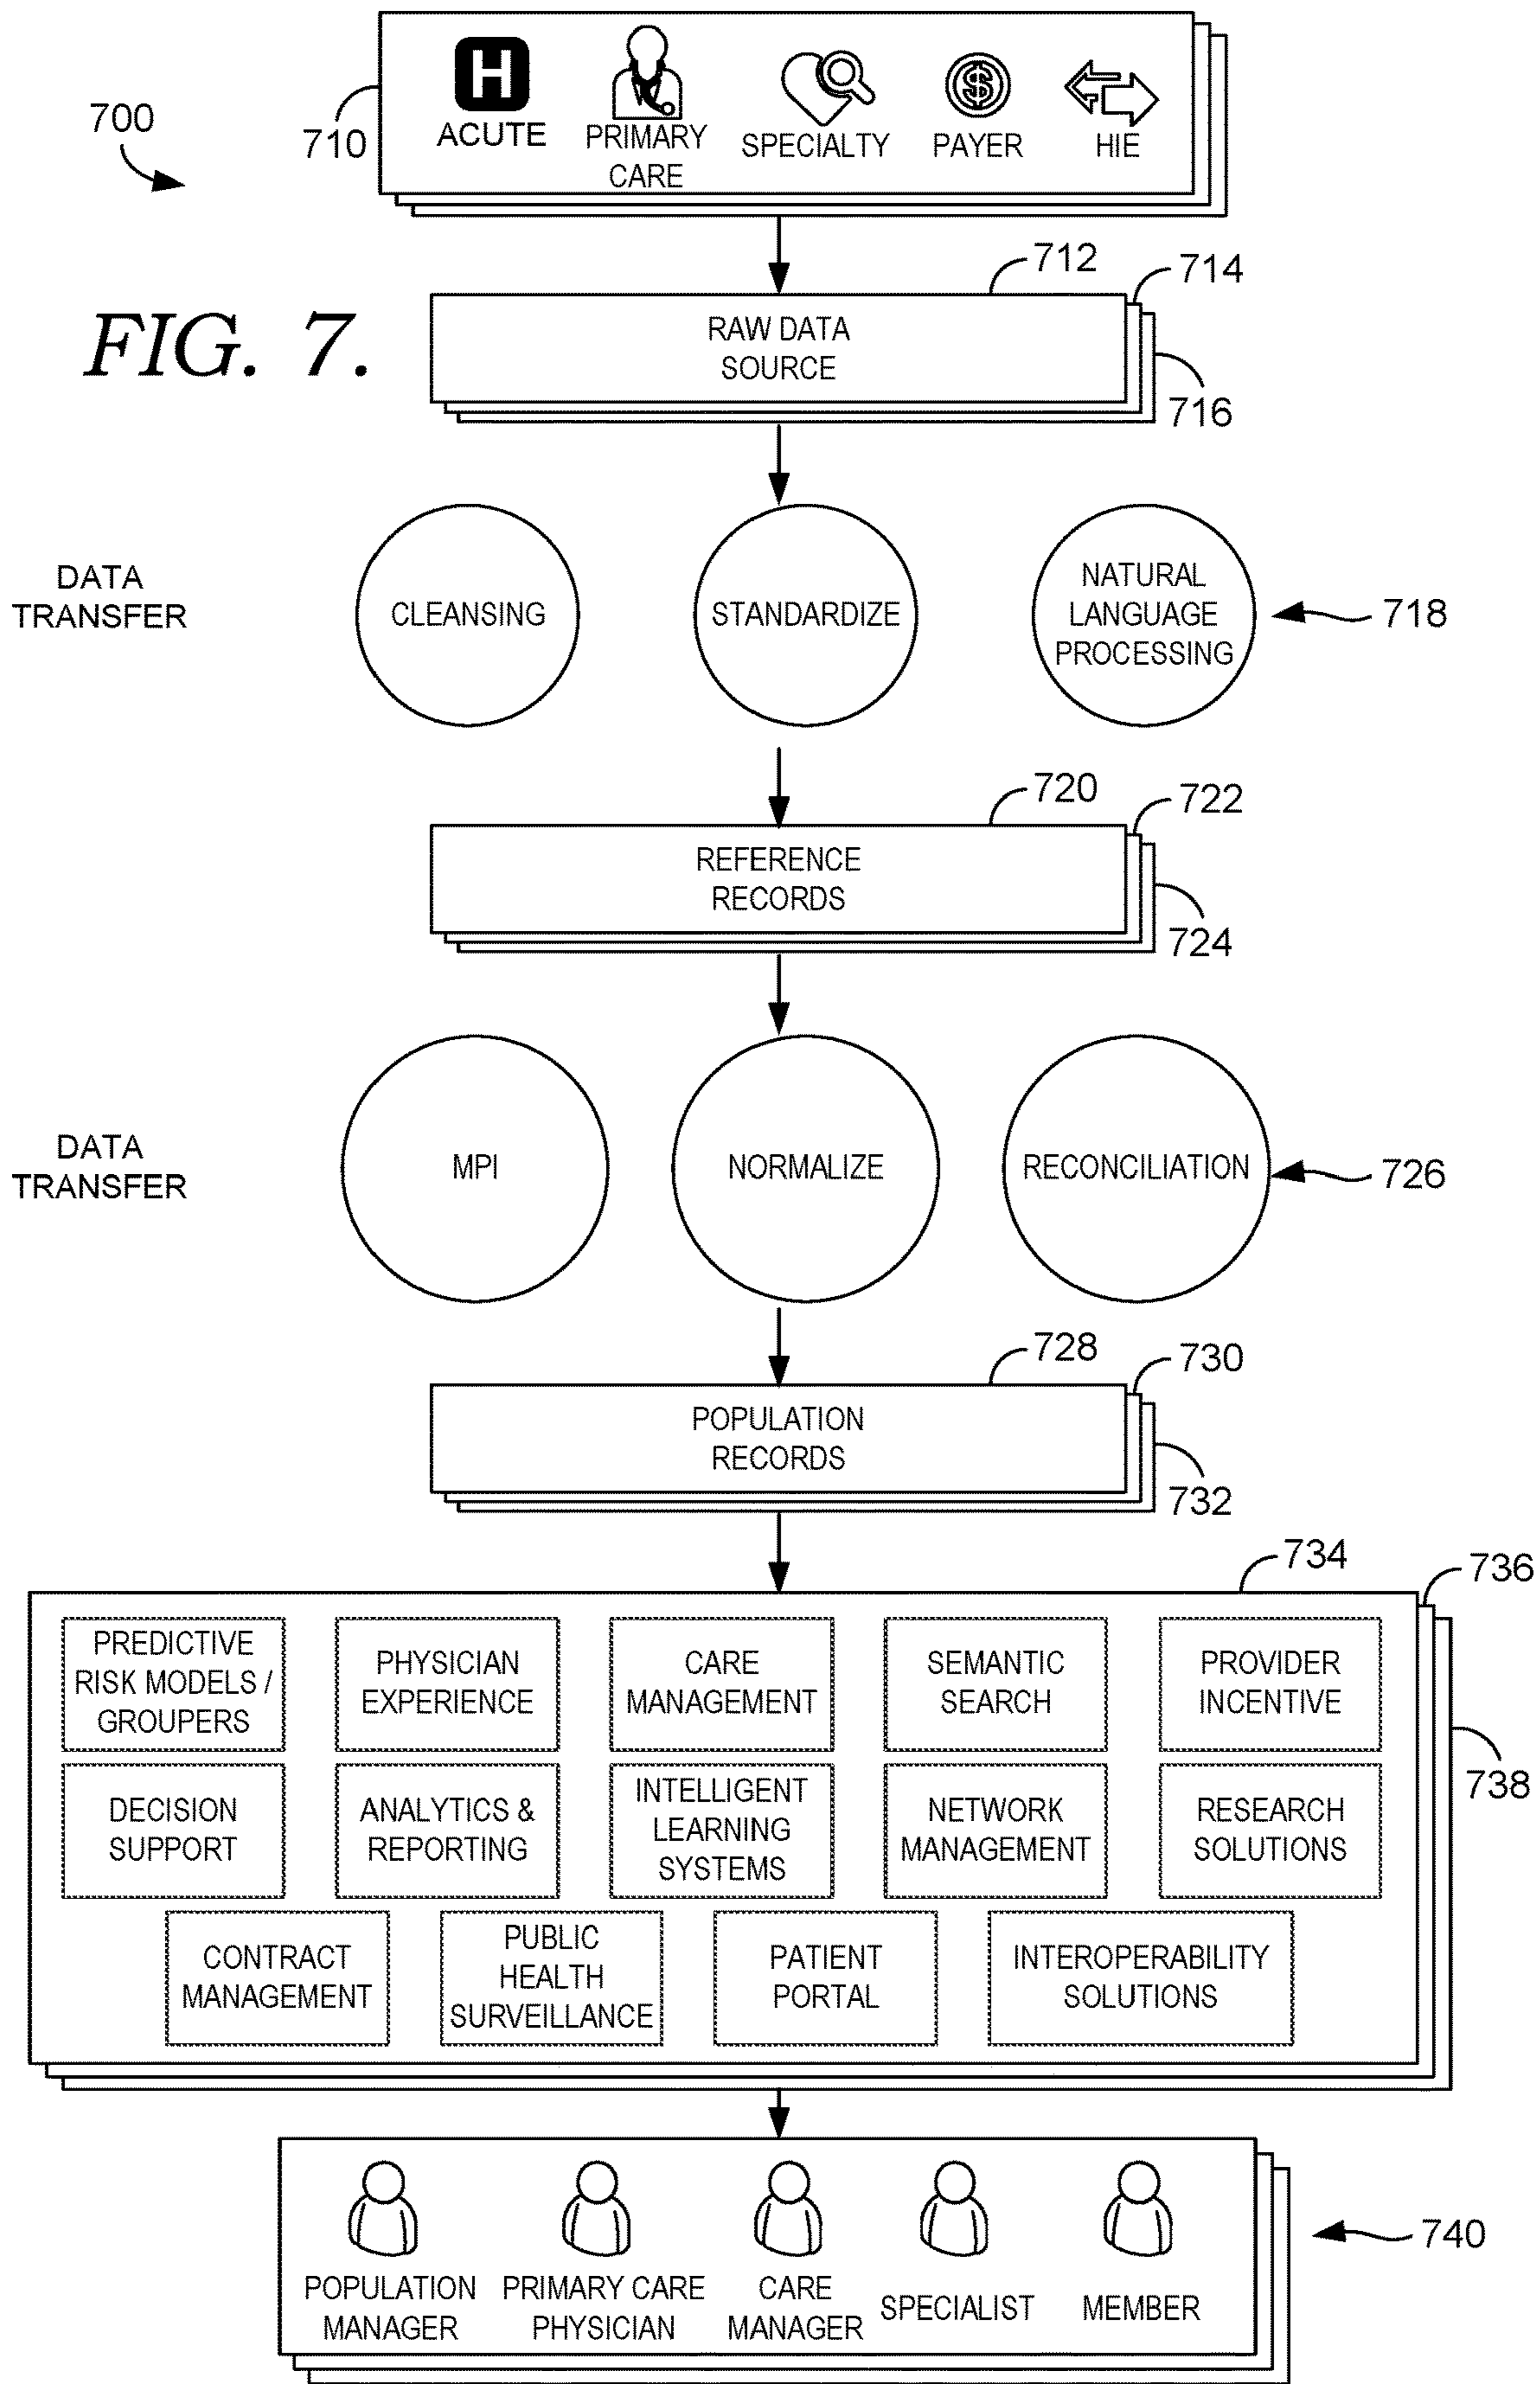 700
710
H
ACUTE
PRIMARY
CARE
SPECIALTY
$
PAYER
HIE
FIG. 7.
712
714
716
RAW DATA
SOURCE
DATA
TRANSFER
CLEANSING
STANDARDIZE
NATURAL
LANGUAGE
PROCESSING
718
720
722
724
REFERENCE
RECORDS
DATA
TRANSFER
MPI
NORMALIZE
RECONCILIATION
726
728
730
732
POPULATION
RECORDS
734
736
738
PREDICTIVE
RISK MODELS /
GROUPERS
PHYSICIAN
EXPERIENCE
CARE
MANAGEMENT
SEMANTIC
SEARCH
PROVIDER
INCENTIVE
DECISION
SUPPORT
ANALYTICS &
REPORTING
INTELLIGENT
LEARNING
SYSTEMS
NETWORK
MANAGEMENT
RESEARCH
SOLUTIONS
CONTRACT
MANAGEMENT
PUBLIC
HEALTH
SURVEILLANCE
PATIENT
PORTAL
INTEROPERABILITY
SOLUTIONS
POPULATION
MANAGER
PRIMARY CARE
PHYSICIAN
CARE
MANAGER
SPECIALIST
MEMBER
740